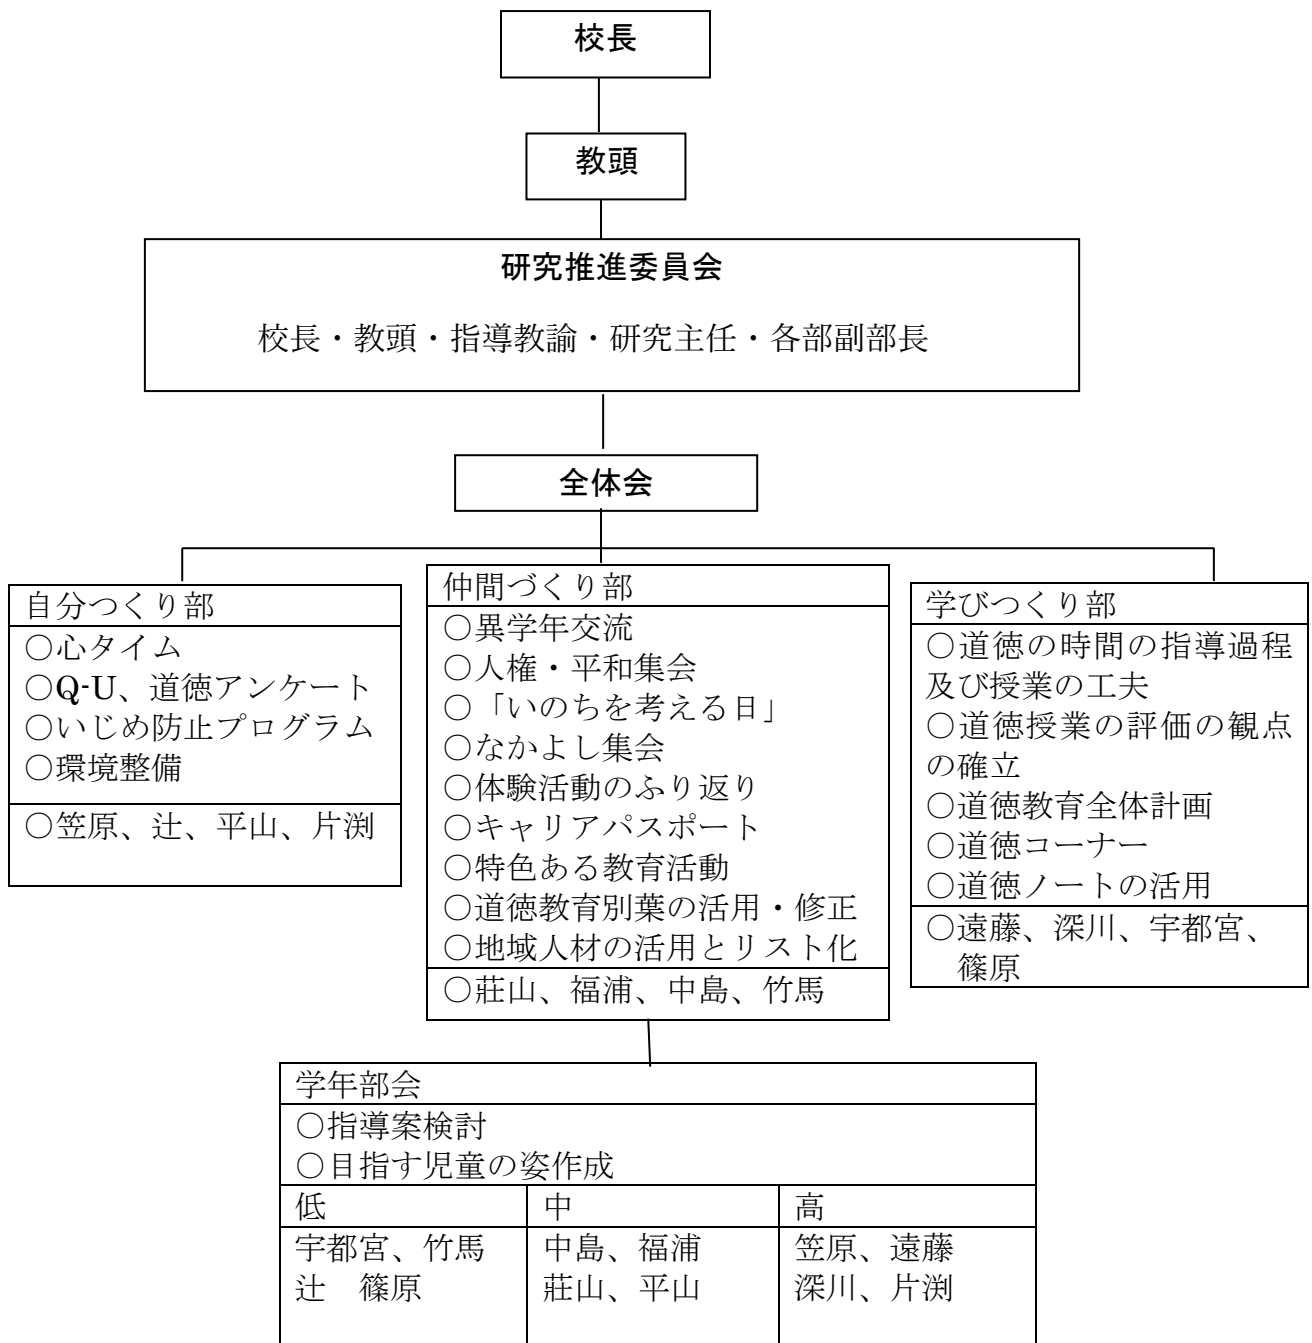 校長
教頭
研究推進委員会
校長・教頭・指導教諭・研究主任・各部副部長
全体会
自分つくり部
○心タイム
○Q-U、道徳アンケート
○いじめ防止プログラム
○環境整備
○笠原、辻、平山、片渕
仲間づくり部
○異学年交流
○人権・平和集会
○「いのちを考える日」
○なかよし集会
○体験活動のふり返り
○キャリアパスポート
○特色ある教育活動
○道徳教育別葉の活用・修正
○地域人材の活用とリスト化
○莊山、福浦、中島、竹馬
学びつくり部
○道徳の時間の指導過程
及び授業の工夫
○道徳授業の評価の観点
の確立
○道徳教育全体計画
○道徳コーナー
○道徳ノートの活用
○遠藤、深川、宇都宮、
篠原
学年部会
○指導案検討
○目指す児童の姿作成
低
宇都宮、竹馬
辻　篠原
中
中島、福浦
莊山、平山
高
笠原、遠藤
深川、片渕